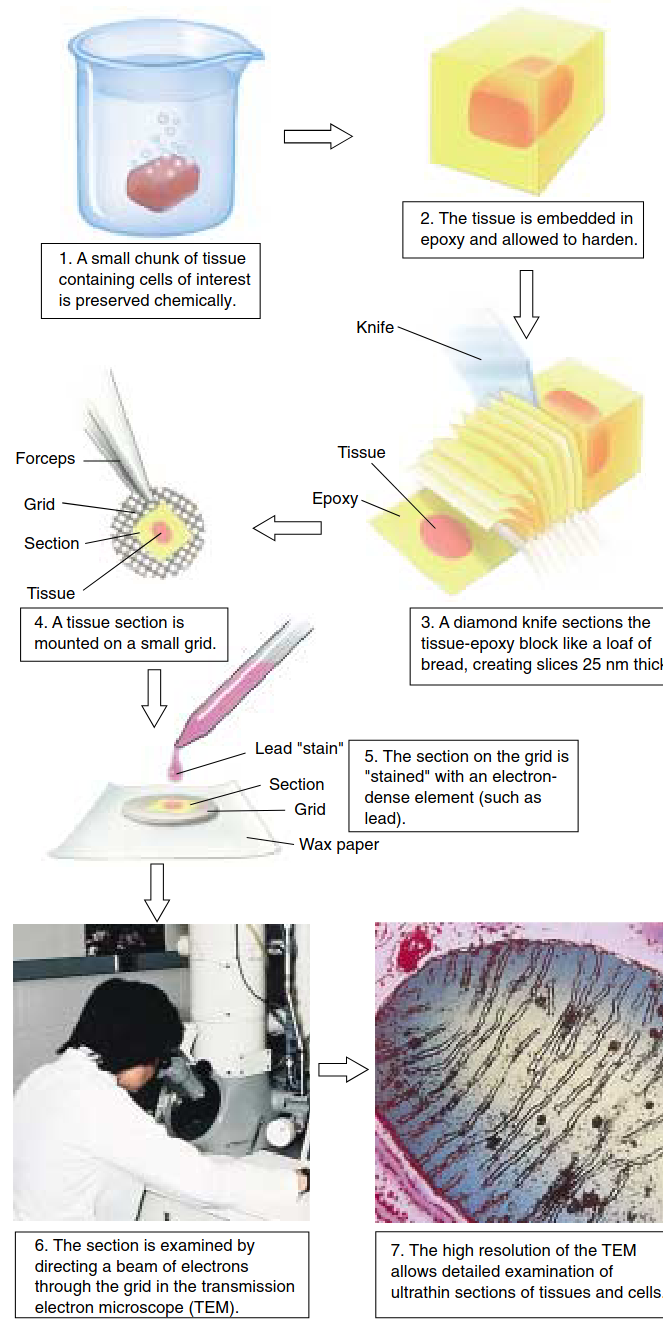 1. A small chunk of tissue
containing cells of interest
is preserved chemically.
2. The tissue is embedded in
epoxy and allowed to harden.
Knife
Tissue
Epoxy
3. A diamond knife sections the
tissue-epoxy block like a loaf of
bread, creating slices 25 nm thick
Forceps
Grid
Section
Tissue
4. A tissue section is
mounted on a small grid.
Lead "stain"
Section
Grid
Wax paper
5. The section on the grid is
"stained" with an electron-
dense element (such as
lead).
6. The section is examined by
directing a beam of electrons
through the grid in the transmission
electron microscope (TEM).
7. The high resolution of the TEM
allows detailed examination of
ultrathin sections of tissues and cells.